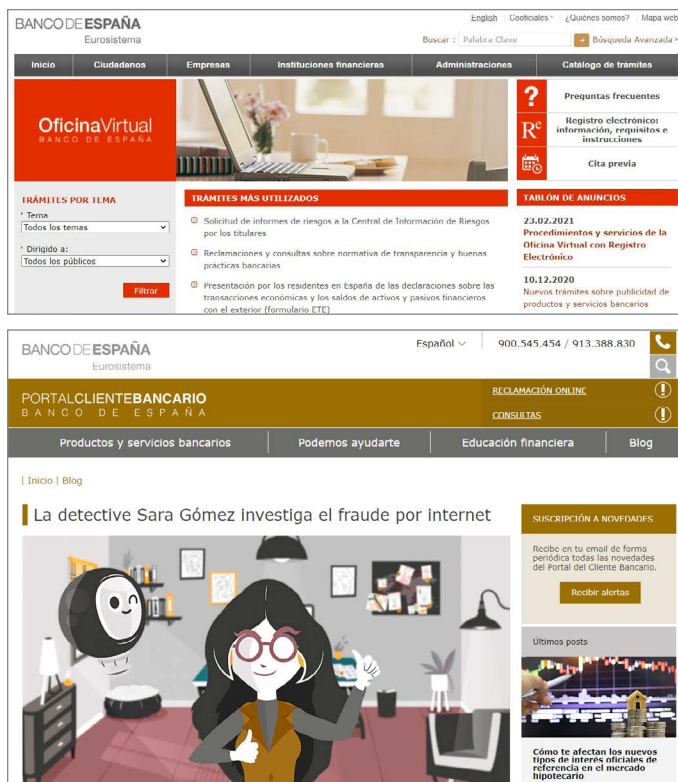 BANCO DE ESPAÑA
Eurosistema
English Cooficiales ¿Quiénes somos? Mapa web
Buscar : Palabra Clave Búsqueda Avanzada
Inicio Ciudadanos Empresas Instituciones financieras Administraciones Catálogo de trámites
OficinaVirtual
BANCO DE ESPAÑA
? Preguntas frecuentes
Re Registro electrónico:
información, requisitos e
instrucciones
Cita previa
TRÁMITES POR TEMA
Tema
Todos los temas
Dirigido a:
Todos los públicos
Filtrar
TRÁMITES MÁS UTILIZADOS
Solicitud de informes de riesgos a la Central de Información de Riesgos
por los titulares
Reclamaciones y consultas sobre normativa de transparencia y buenas
prácticas bancarias
Presentación por los residentes en España de las declaraciones sobre las
transacciones económicas y los saldos de activos y pasivos financieros
con el exterior (formulario ETE)
TABLÓN DE ANUNCIOS
23.02.2021
Procedimientos y servicios de la
Oficina Virtual con Registro
Electrónico
10.12.2020
Nuevos trámites sobre publicidad de
productos y servicios bancarios
BANCO DE ESPAÑA
Eurosistema
Español 900.545.454 / 913.388.830
PORTALCLIENTEBANCARIO
BANCO DE ESPAÑA
RECLAMACIÓN ONLINE
CONSULTAS
Productos y servicios bancarios Podemos ayudarte Educación financiera Blog
| Inicio | Blog
La detective Sara Gómez investiga el fraude por internet
SUSCRIPCIÓN A NOVEDADES
Recibe en tu email de forma
periódica todas las novedades
del Portal del Cliente Bancario.
Recibir alertas
Últimos posts
Cómo te afectan los nuevos
tipos de interés oficiales de
referencia en el mercado
hipotecario